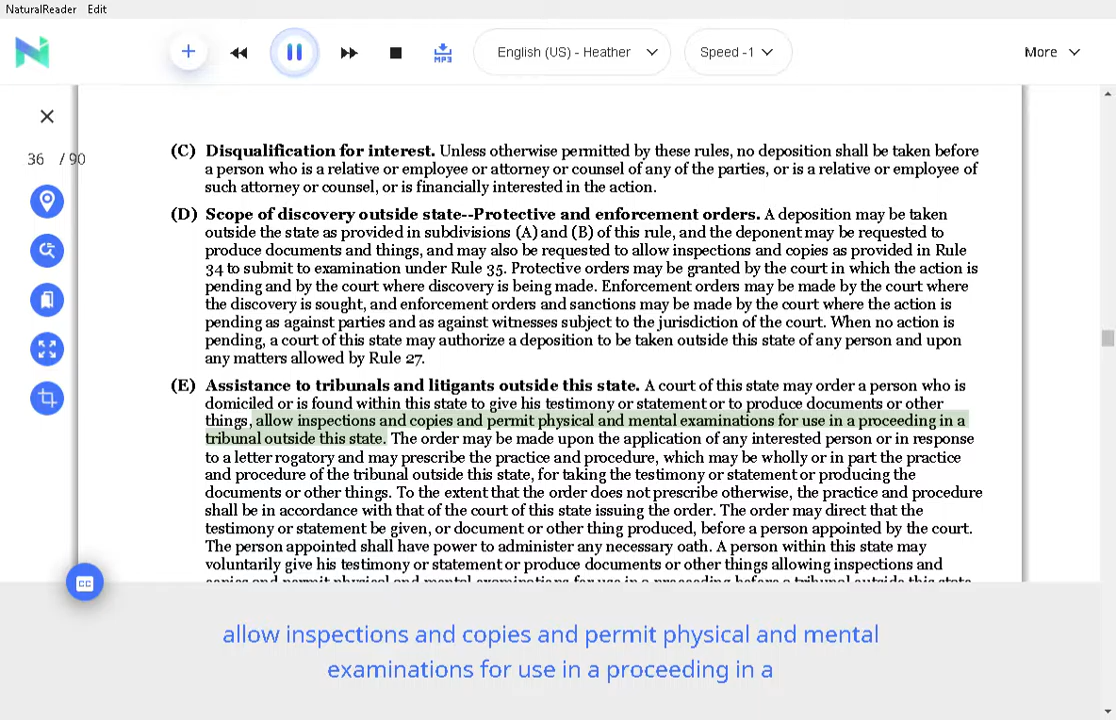 NaturalReader Edit
MP3
English (US) - Heather
Speed -1
More
36 / 90
(C) Disqualification for interest. Unless otherwise permitted by these rules, no deposition shall be taken before
a person who is a relative or employee or attorney or counsel of any of the parties, or is a relative or employee of
such attorney or counsel, or is financially interested in the action.
(D) Scope of discovery outside state--Protective and enforcement orders. A deposition may be taken
outside the state as provided in subdivisions (A) and (B) of this rule, and the deponent may be requested to
produce documents and things, and may also be requested to allow inspections and copies as provided in Rule
34 to submit to examination under Rule 35. Protective orders may be granted by the court in which the action is
pending and by the court where discovery is being made. Enforcement orders may be made by the court where
the discovery is sought, and enforcement orders and sanctions may be made by the court where the action is
pending as against parties and as against witnesses subject to the jurisdiction of the court. When no action is
pending, a court of this state may authorize a deposition to be taken outside this state of any person and upon
any matters allowed by Rule 27.
(E) Assistance to tribunals and litigants outside this state. A court of this state may order a person who is
domiciled or is found within this state to give his testimony or statement or to produce documents or other
things, allow inspections and copies and permit physical and mental examinations for use in a proceeding in a
tribunal outside this state. The order may be made upon the application of any interested person or in response
to a letter rogatory and may prescribe the practice and procedure, which may be wholly or in part the practice
and procedure of the tribunal outside this state, for taking the testimony or statement or producing the
documents or other things. To the extent that the order does not prescribe otherwise, the practice and procedure
shall be in accordance with that of the court of this state issuing the order. The order may direct that the
testimony or statement be given, or document or other thing produced, before a person appointed by the court.
The person appointed shall have power to administer any necessary oath. A person within this state may
voluntarily give his testimony or statement or produce documents or other things allowing inspections and
copies and permit physical and mental examinations for use in a proceeding before a tribunal outside this state
CC
allow inspections and copies and permit physical and mental
examinations for use in a proceeding in a